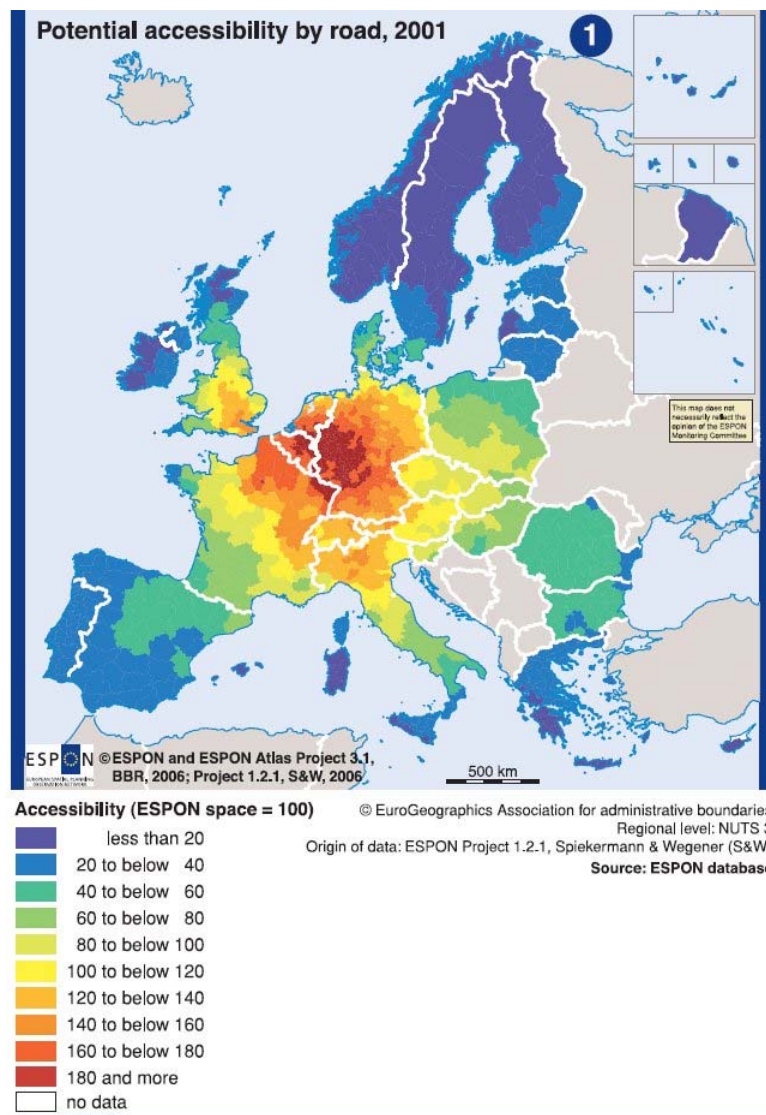 Potential accessibility by road, 2001
1
This map does not
necessarily reflect the
opinion of the ESPON
Monitoring Committee
ESPON
EUROPEAN SPATIAL PLANNING
OBSERVATION NETWORK
© ESPON and ESPON Atlas Project 3.1,
BBR, 2006; Project 1.2.1, S&W, 2006
500 km
Accessibility (ESPON space = 100)
less than 20
20 to below 40
40 to below 60
60 to below 80
80 to below 100
100 to below 120
120 to below 140
140 to below 160
160 to below 180
180 and more
no data
© EuroGeographics Association for administrative boundaries
Regional level: NUTS 3
Origin of data: ESPON Project 1.2.1, Spiekermann & Wegener (S&W
Source: ESPON database